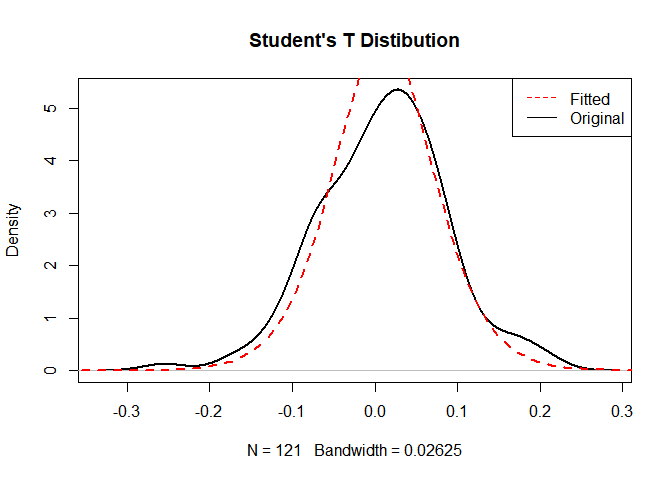 Student's T Distibution
Fitted
Original
Density
0
1
2
3
4
5
-0.3
-0.2
-0.1
0.0
0.1
0.2
0.3
N = 121 Bandwidth = 0.02625